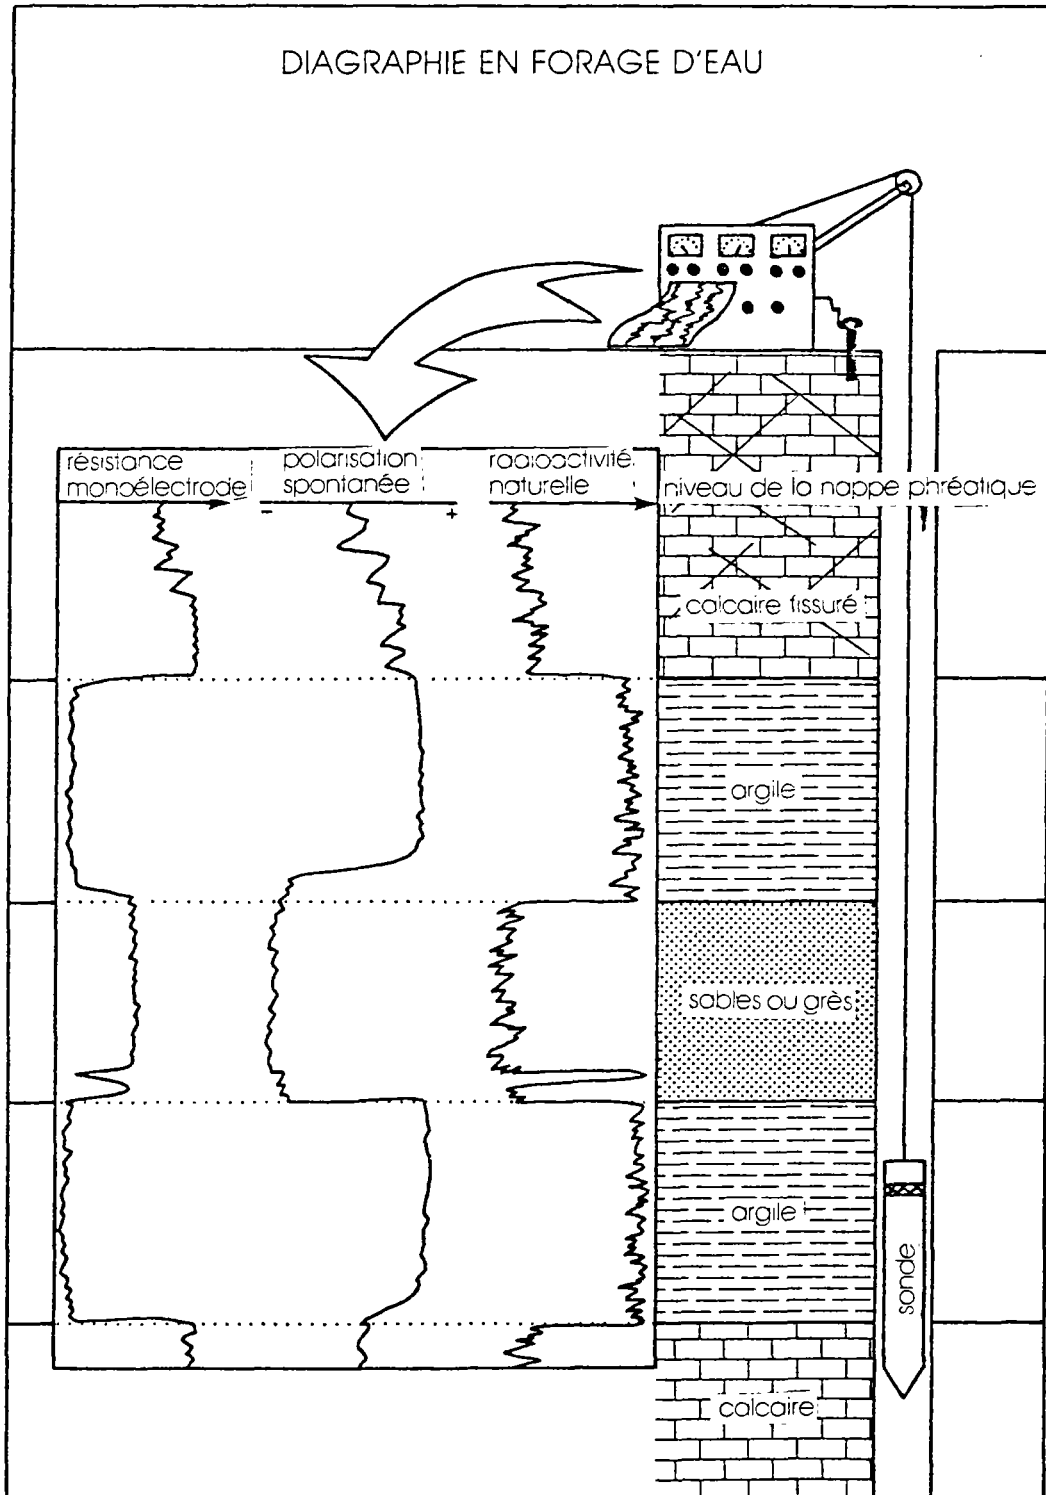 DIAGRAPHIE EN FORAGE D'EAU
résistance
monoélectrode
polarisation
spontanée
- +
radioactivité
naturelle
niveau de la nappe phréatique
calcaire fissuré
argile
sables ou grès
argile
sonde
calcaire